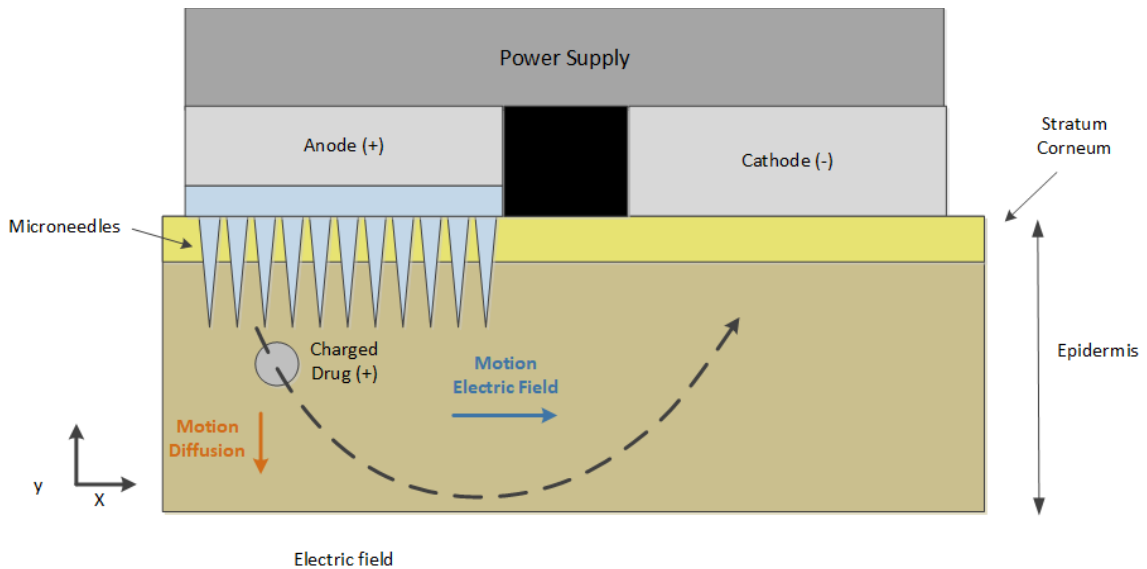 Power Supply
Anode (+)
Cathode (-)
Stratum
Corneum
Microneedles
Charged
Drug (+)
Motion
Electric Field
Epidermis
Motion
Diffusion
y
X
Electric field